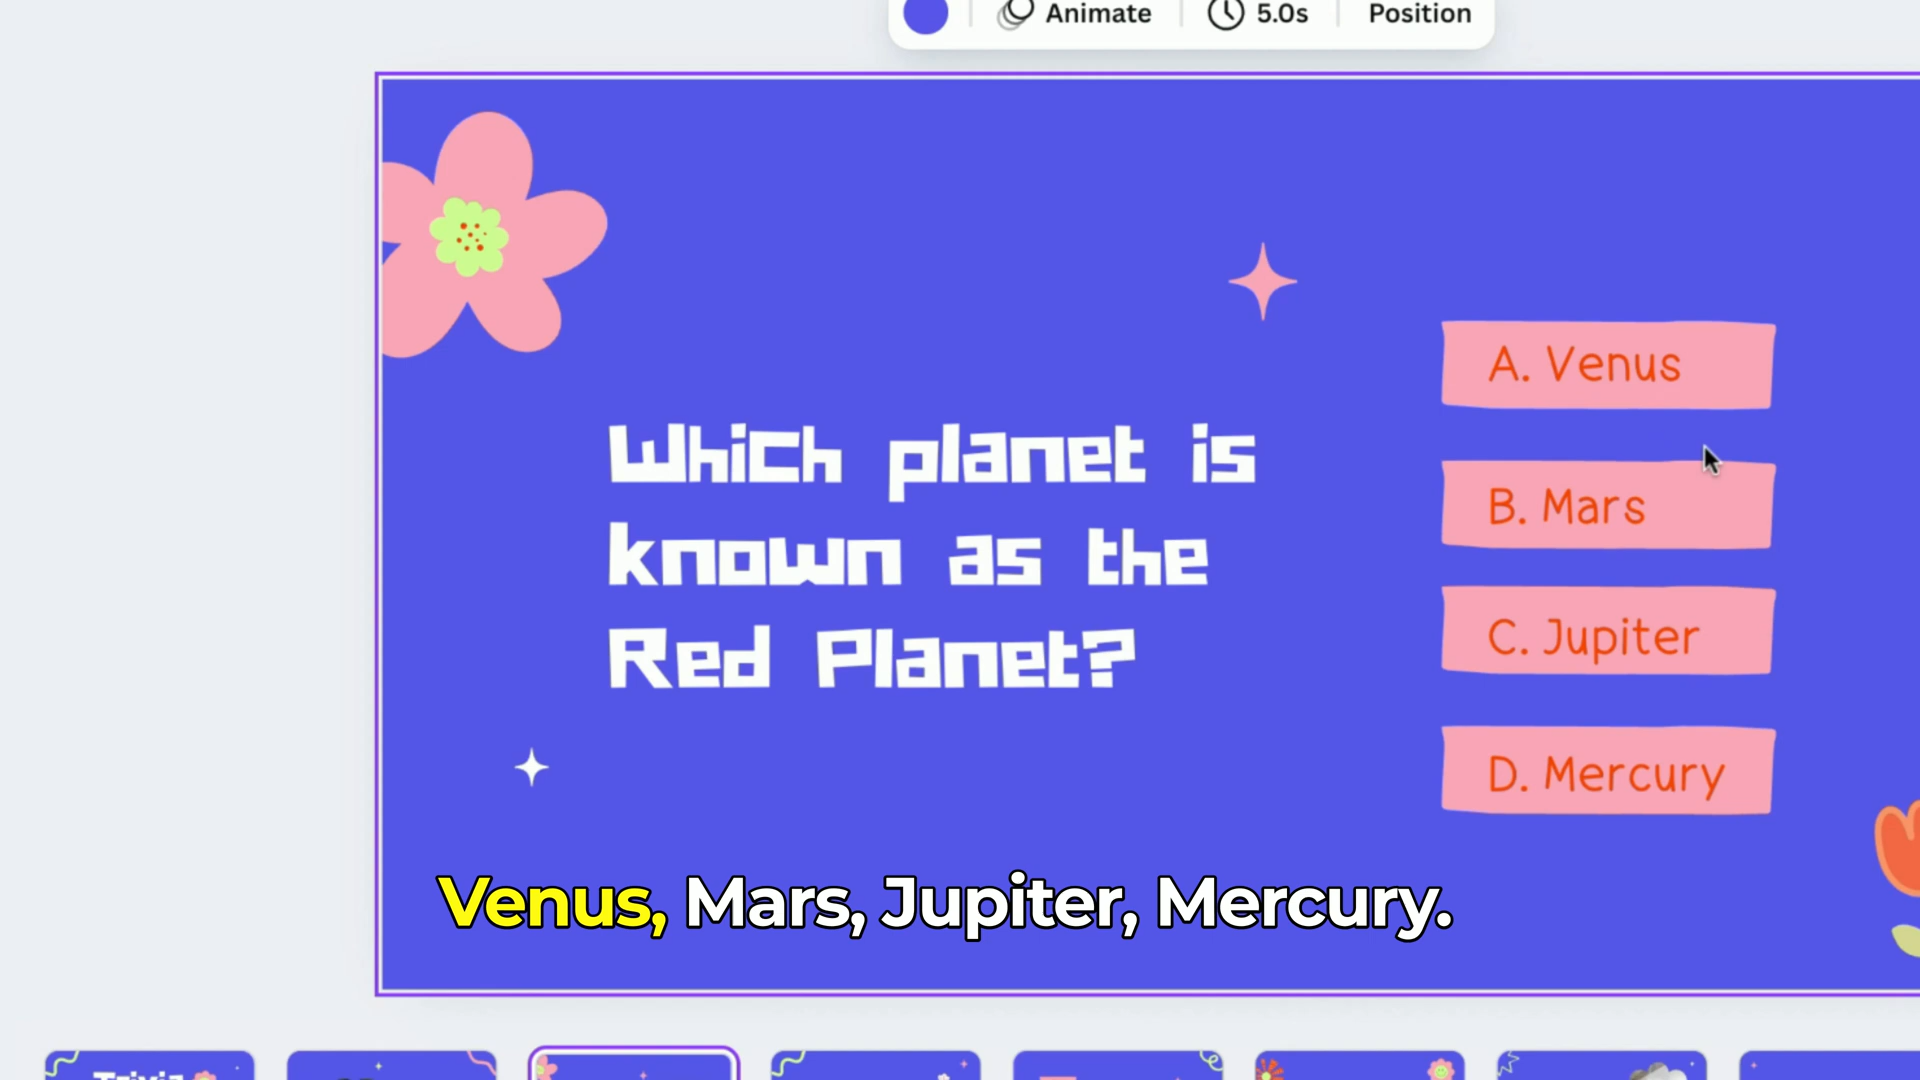 Animate
5.0s
Position
Which planet is
known as the
Red Planet?
A. Venus
B. Mars
C. Jupiter
D. Mercury
Venus, Mars, Jupiter, Mercury.
Trivia